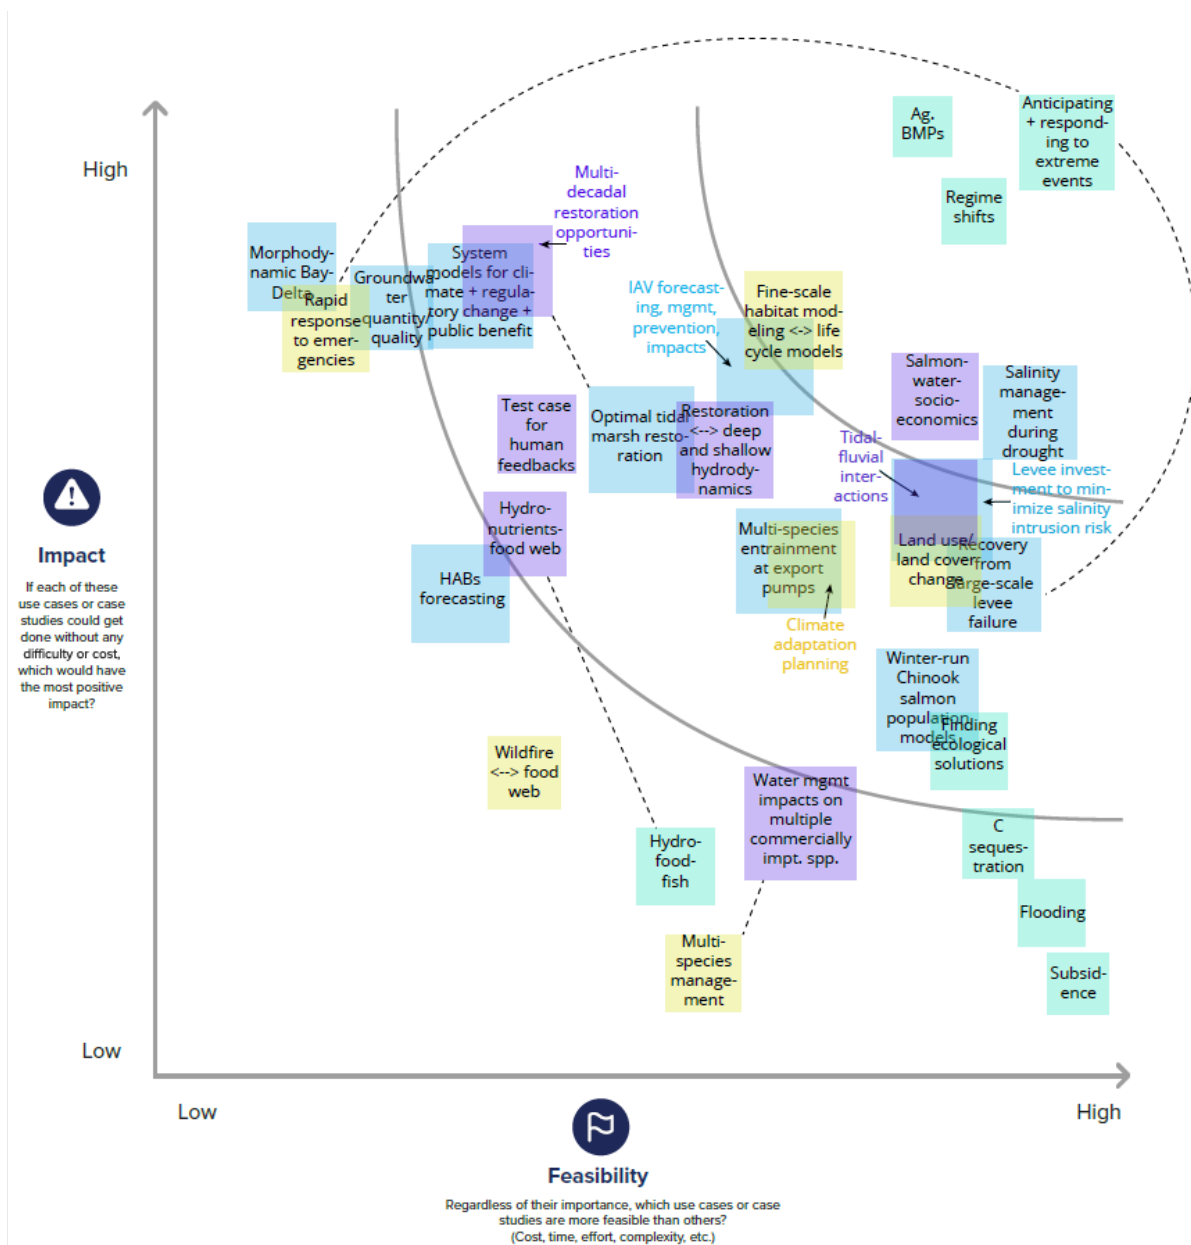 High
Ag.
BMPs
Anticipating
+ respond-
ing to
extreme
events
Regime
shifts
Multi-
decadal
restoration
opportuni-
ties
Morphody-
namic Bay-
Delta
Rapid
response
to emer-
gencies
Groundwa-
ter
quantity/
quality
System
models for cli-
mate + regula-
tory change +
public benefit
IAV forecast-
ing, mgmt,
prevention,
impacts
Fine-scale
habitat mod-
eling <-> life
cycle models
Salmon-
water-
socio-
economics
Salinity
manage-
ment
during
drought
Test case
for
human
feedbacks
Optimal tidal
marsh resto-
ration
Restoration
<--> deep
and shallow
hydrody-
namics
Tidal-
fluvial
inter-
actions
Levee invest-
ment to min-
imize salinity
intrusion risk
Hydro-
nutrients-
food web
HABs
forecasting
Multi-species
entrainment
at export
pumps
Land use/
land cover
change
Recovery
from
large-scale
levee
failure
Climate
adaptation
planning
Winter-run
Chinook
salmon
population
models
Finding
ecological
solutions
Wildfire
<--> food
web
Water mgmt
impacts on
multiple
commercially
impt. spp.
Hydro-
food-
fish
C
seques-
tration
Flooding
Multi-
species
manage-
ment
Subsid-
ence
Impact
If each of these
use cases or case
studies could get
done without any
difficulty or cost,
which would have
the most positive
impact?
Low
Low
High
Feasibility
Regardless of their importance, which use cases or case
studies are more feasible than others?
(Cost, time, effort, complexity, etc.)